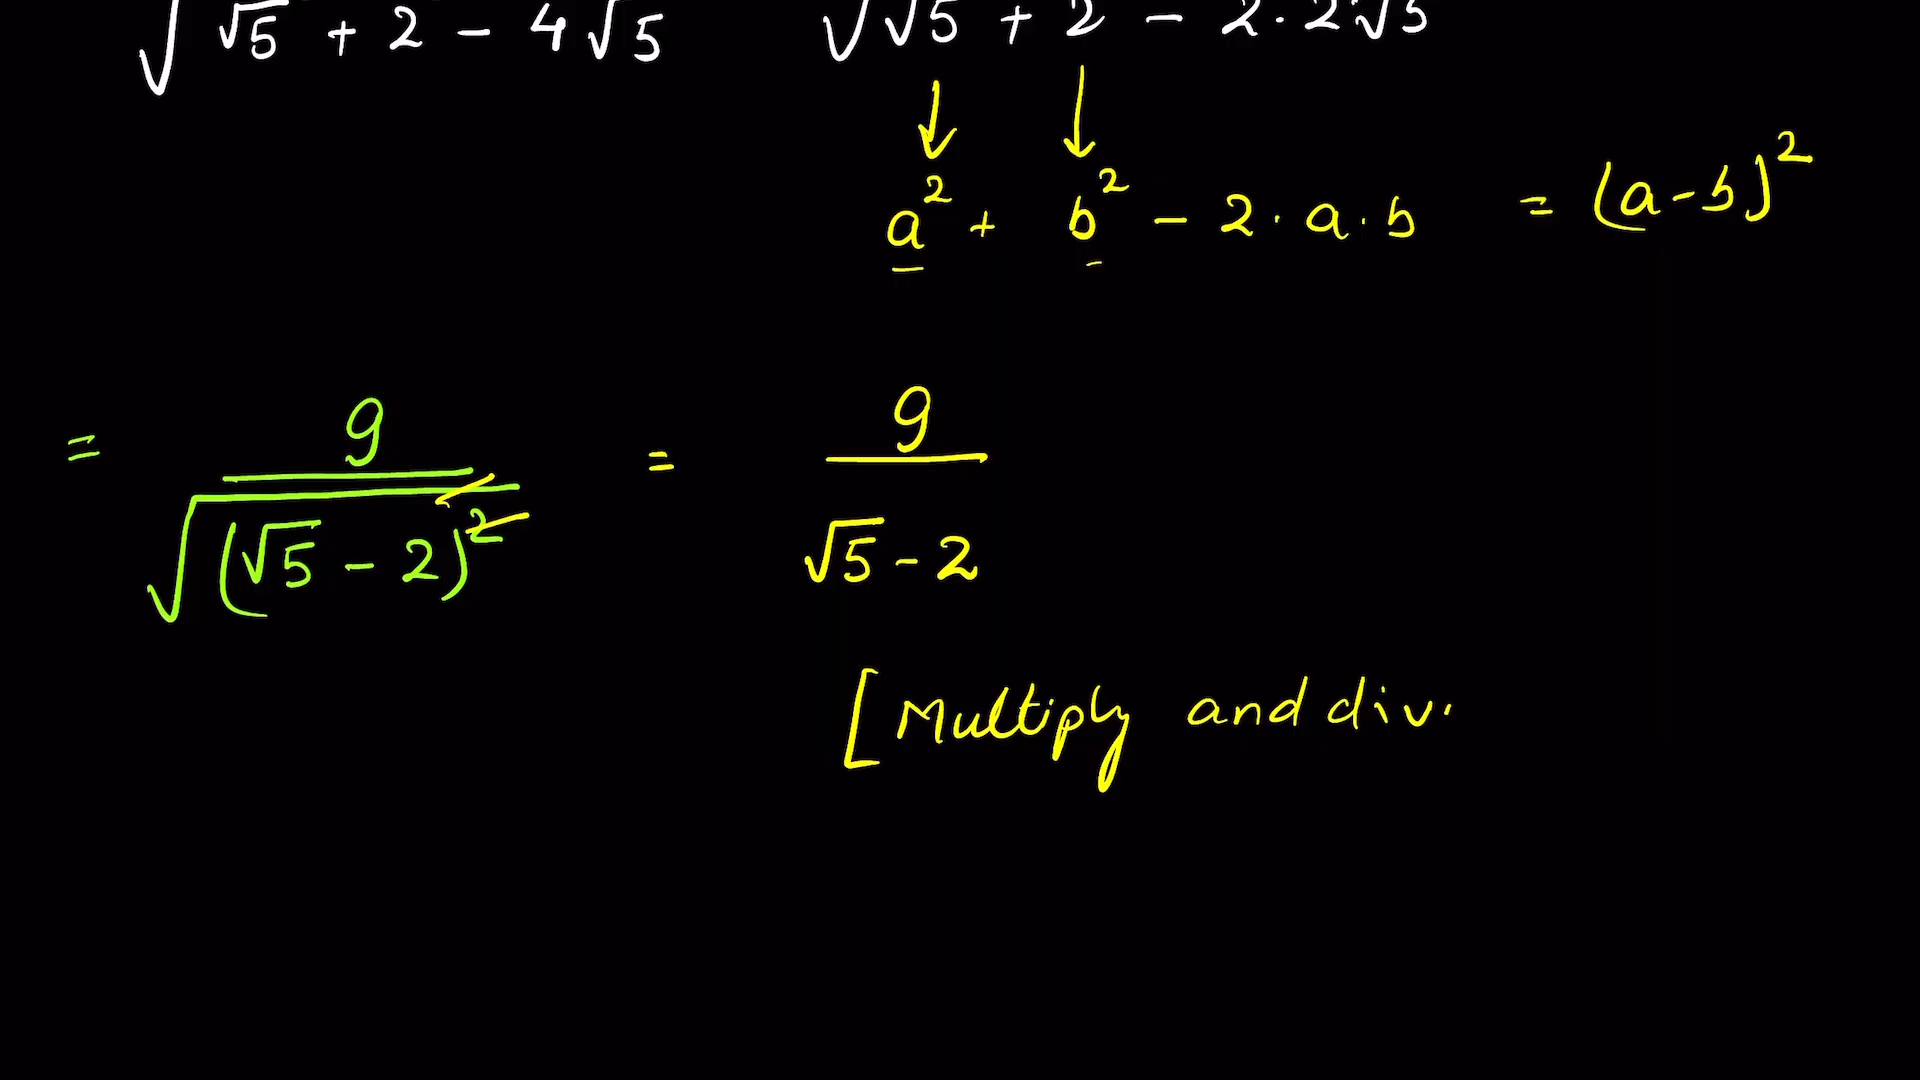 √ √5 + 2 - 4√5 √ √5 + 2 - 2·2·√5
↓ ↓
a² + b² - 2·a·b = (a-b)²
= 9 = 9
√(√5 - 2)² √5 - 2
[Multiply and div.